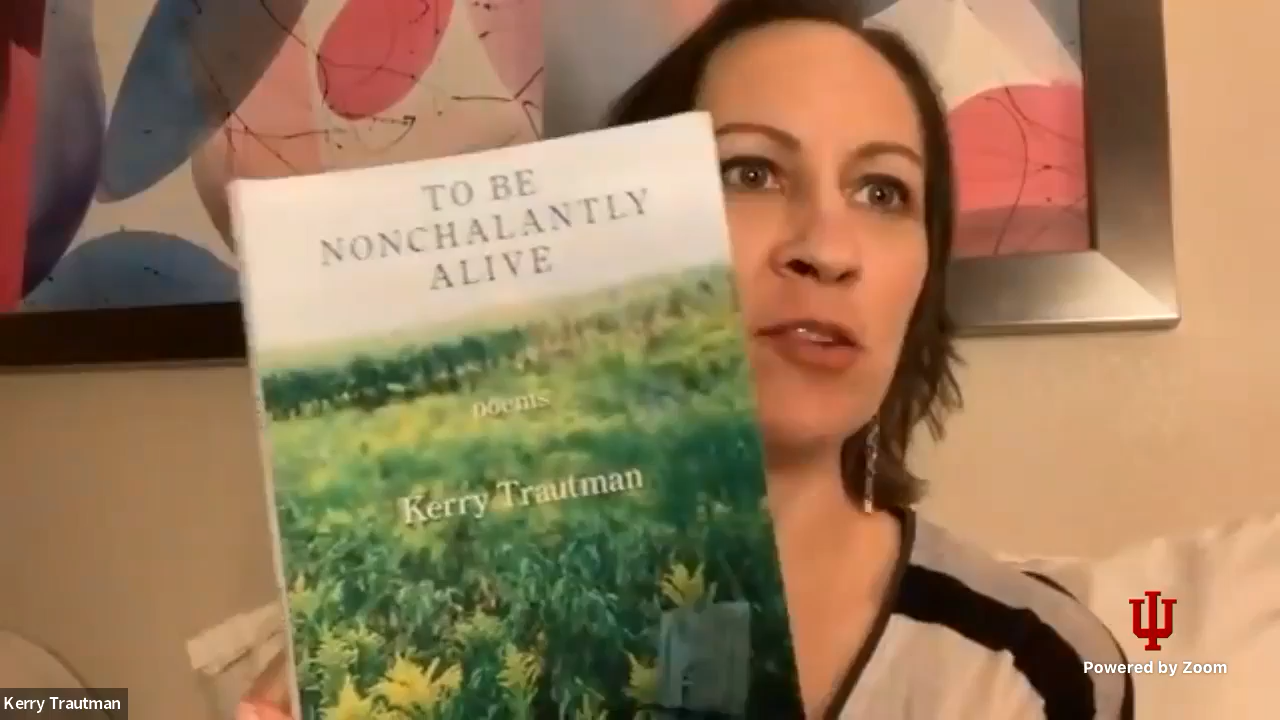 TO BE
NONCHALANTLY
ALIVE
poems
Kerry Trautman
Kerry Trautman
Powered by Zoom